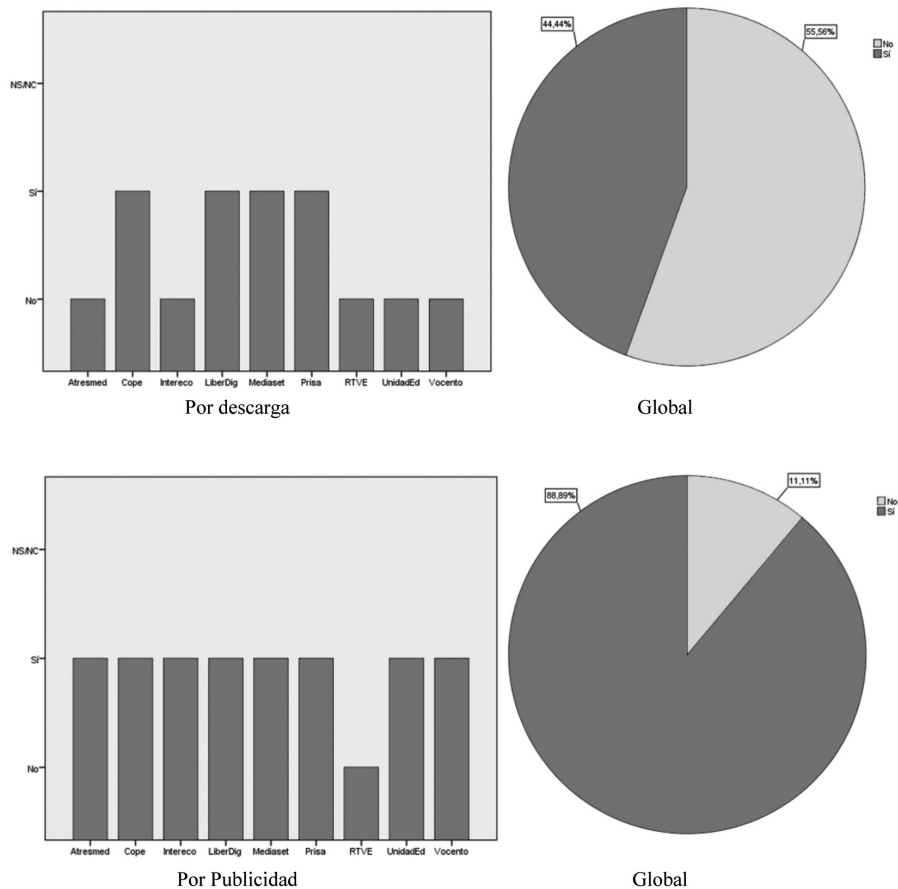 44,44%
55,56%
No
Sí
NS/NC
Sí
No
Atresmed Cope Intereco LiberDig Mediaset Prisa RTVE UnidadEd Vocento
Por descarga
Global
88,89%
11,11%
No
Sí
NS/NC
Sí
No
Atresmed Cope Intereco LiberDig Mediaset Prisa RTVE UnidadEd Vocento
Por Publicidad
Global